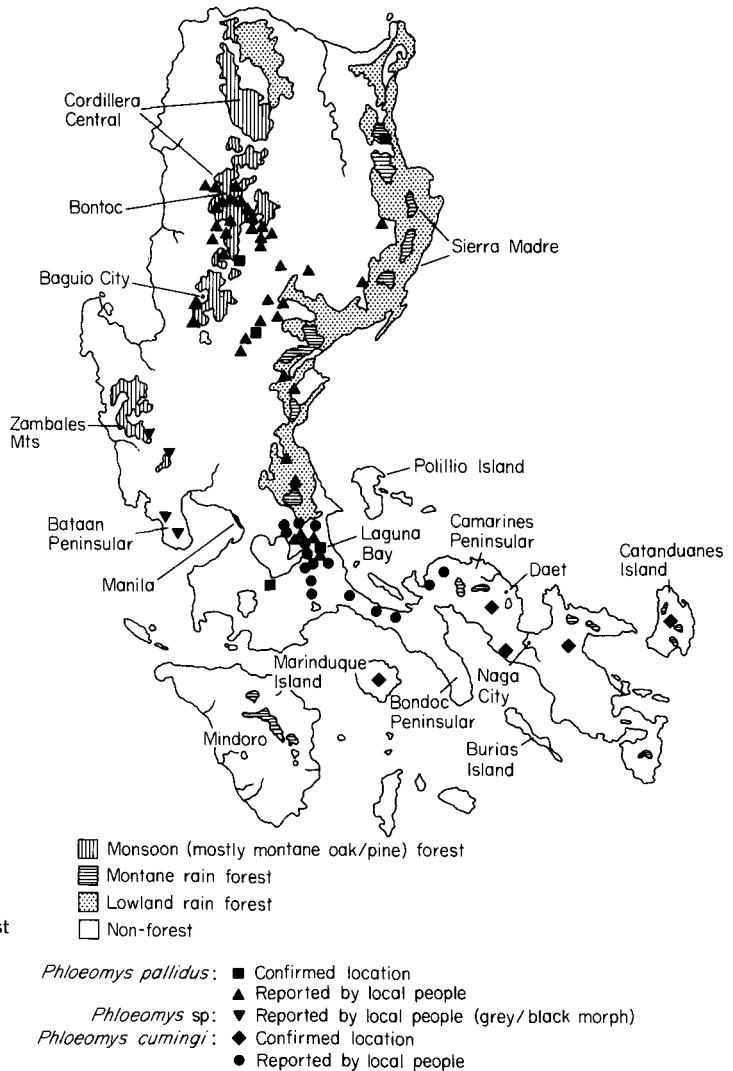 Cordillera
Central
Bontoc
Sierra Madre
Baguio City
Zambales
Mts
Polillio Island
Bataan
Peninsular
Laguna
Bay
Camarines
Peninsular
Catanduanes
Island
Daet
Manila
Marinduque
Island
Naga
City
Bondoc
Peninsular
Mindoro
Burias
Island
Monsoon (mostly montane oak/pine) forest
Montane rain forest
Lowland rain forest
st
Non-forest
Phloeomys pallidus: ■ Confirmed location
▲ Reported by local people
Phloeomys sp: ▼ Reported by local people (grey/black morph)
Phloeomys cumingi: ◆ Confirmed location
● Reported by local people